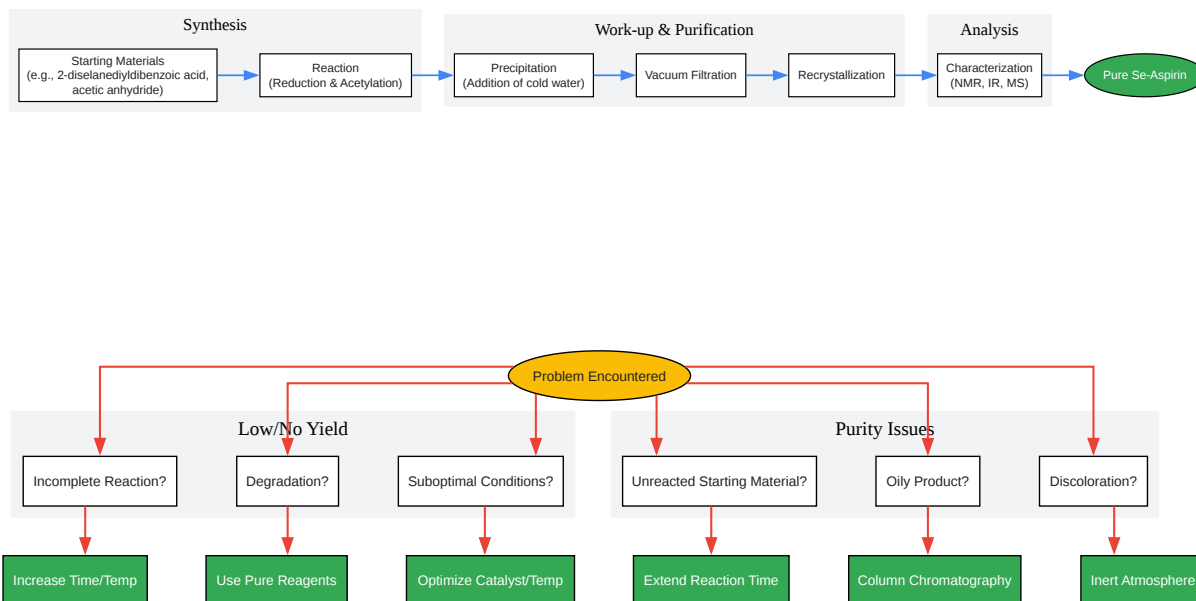 Synthesis
Work-up & Purification
Analysis
Starting Materials
(e.g., 2-diselanediyldibenzoic acid,
acetic anhydride)
Reaction
(Reduction & Acetylation)
Precipitation
(Addition of cold water)
Vacuum Filtration
Recrystallization
Characterization
(NMR, IR, MS)
Pure Se-Aspirin
Problem Encountered
Low/No Yield
Purity Issues
Incomplete Reaction?
Degradation?
Suboptimal Conditions?
Unreacted Starting Material?
Oily Product?
Discoloration?
Increase Time/Temp
Use Pure Reagents
Optimize Catalyst/Temp
Extend Reaction Time
Column Chromatography
Inert Atmosphere